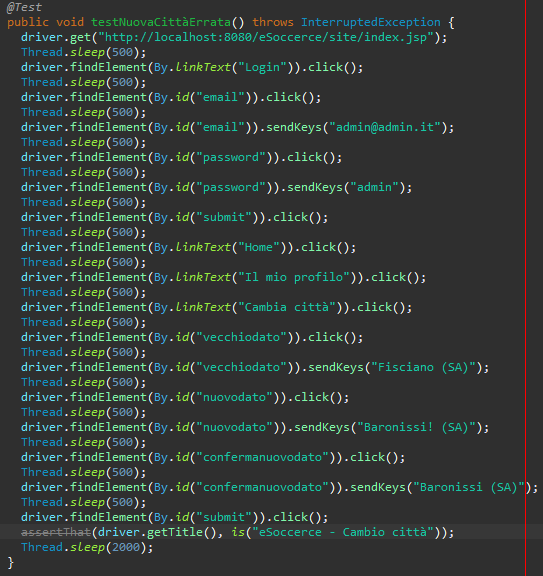 @Test
public void testNuovaCittàErrata() throws InterruptedException {
driver.get("http://localhost:8080/eSoccerce/site/index.jsp");
Thread.sleep(500);
driver.findElement(By.linkText("Login")).click();
Thread.sleep(500);
driver.findElement(By.id("email")).click();
Thread.sleep(500);
driver.findElement(By.id("email")).sendKeys("admin@admin.it");
Thread.sleep(500);
driver.findElement(By.id("password")).click();
Thread.sleep(500);
driver.findElement(By.id("password")).sendKeys("admin");
Thread.sleep(500);
driver.findElement(By.id("submit")).click();
Thread.sleep(500);
driver.findElement(By.linkText("Home")).click();
Thread.sleep(500);
driver.findElement(By.linkText("Il mio profilo")).click();
Thread.sleep(500);
driver.findElement(By.linkText("Cambia città")).click();
Thread.sleep(500);
driver.findElement(By.id("vecchiodato")).click();
Thread.sleep(500);
driver.findElement(By.id("vecchiodato")).sendKeys("Fisciano (SA)");
Thread.sleep(500);
driver.findElement(By.id("nuovodato")).click();
Thread.sleep(500);
driver.findElement(By.id("nuovodato")).sendKeys("Baronissi! (SA)");
Thread.sleep(500);
driver.findElement(By.id("confermanuovodato")).click();
Thread.sleep(500);
driver.findElement(By.id("confermanuovodato")).sendKeys("Baronissi (SA)");
Thread.sleep(500);
driver.findElement(By.id("submit")).click();
assertThat(driver.getTitle(), is("eSoccerce - Cambio città"));
Thread.sleep(2000);
}